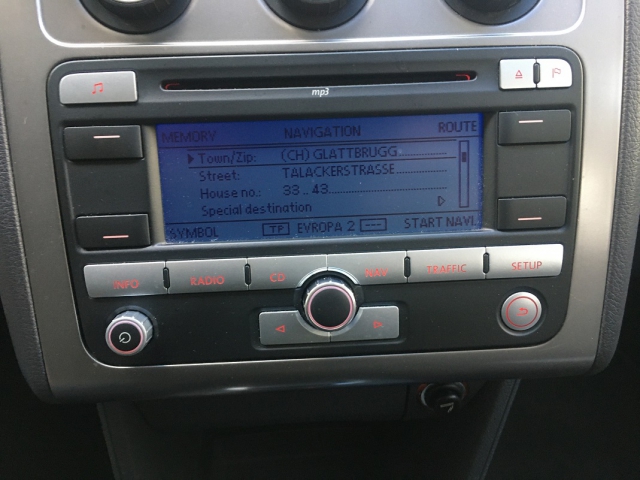 mp3
MEMORY NAVIGATION ROUTE
Town/Zip: (CH) GLATTBRUGG
Street: TALACKERSTRASSE
House no.: 33..43
Special destination
SYMBOL TP EVROPA 2 --- START NAVI.
INFO RADIO CD NAV TRAFFIC SETUP